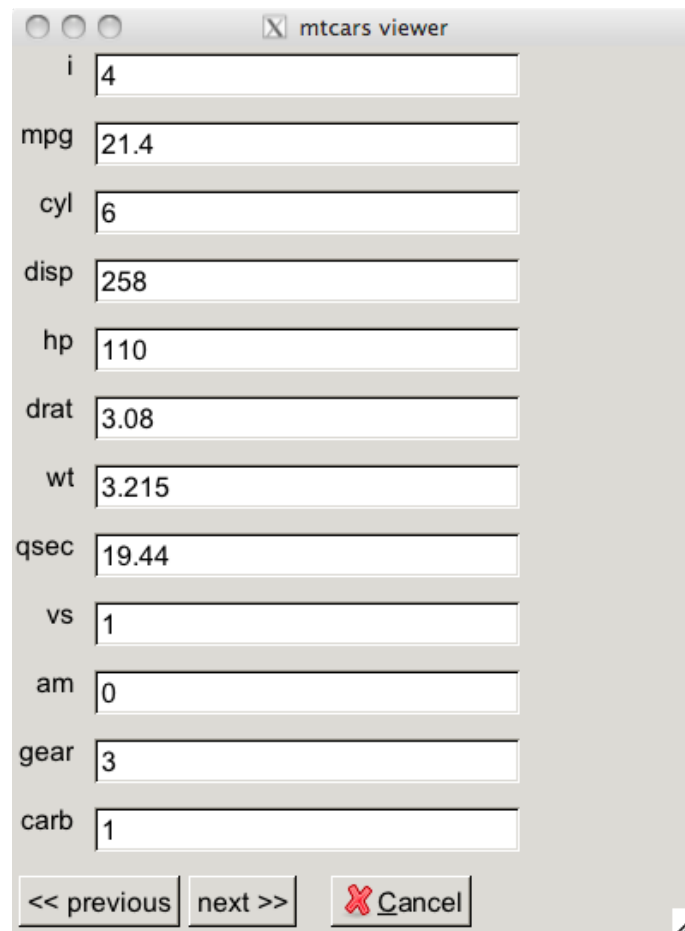 mtcars viewer
i 4
mpg 21.4
cyl 6
disp 258
hp 110
drat 3.08
wt 3.215
qsec 19.44
vs 1
am 0
gear 3
carb 1
<< previous next >> Cancel